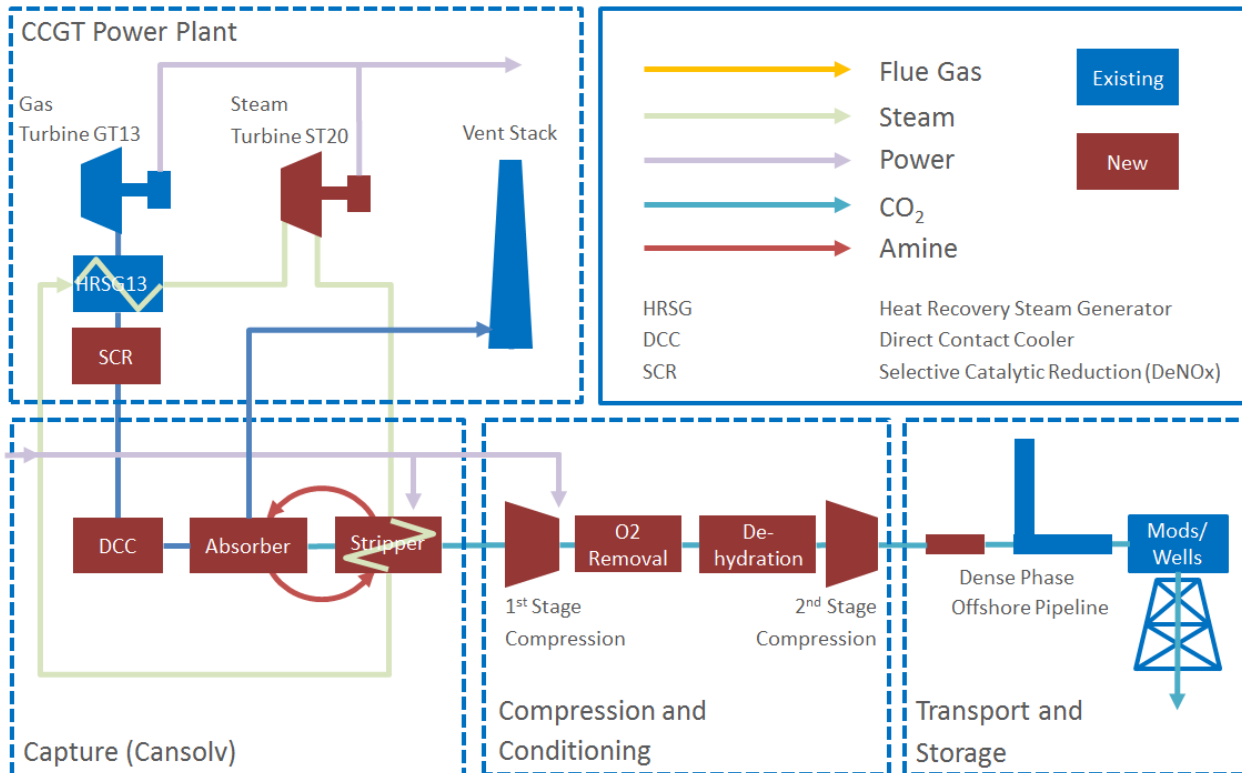 CCGT Power Plant
Gas
Turbine GT13
Steam
Turbine ST20
Vent Stack
HRSG13
SCR
Flue Gas
Steam
Power
CO₂
Amine
Existing
New
HRSG
Heat Recovery Steam Generator
DCC
Direct Contact Cooler
SCR
Selective Catalytic Reduction (DeNOx)
DCC
Absorber
Stripper
Capture (Cansolv)
1st Stage
Compression
O2
Removal
De-
hydration
2nd Stage
Compression
Compression and
Conditioning
Dense Phase
Offshore Pipeline
Mods/
Wells
Transport and
Storage